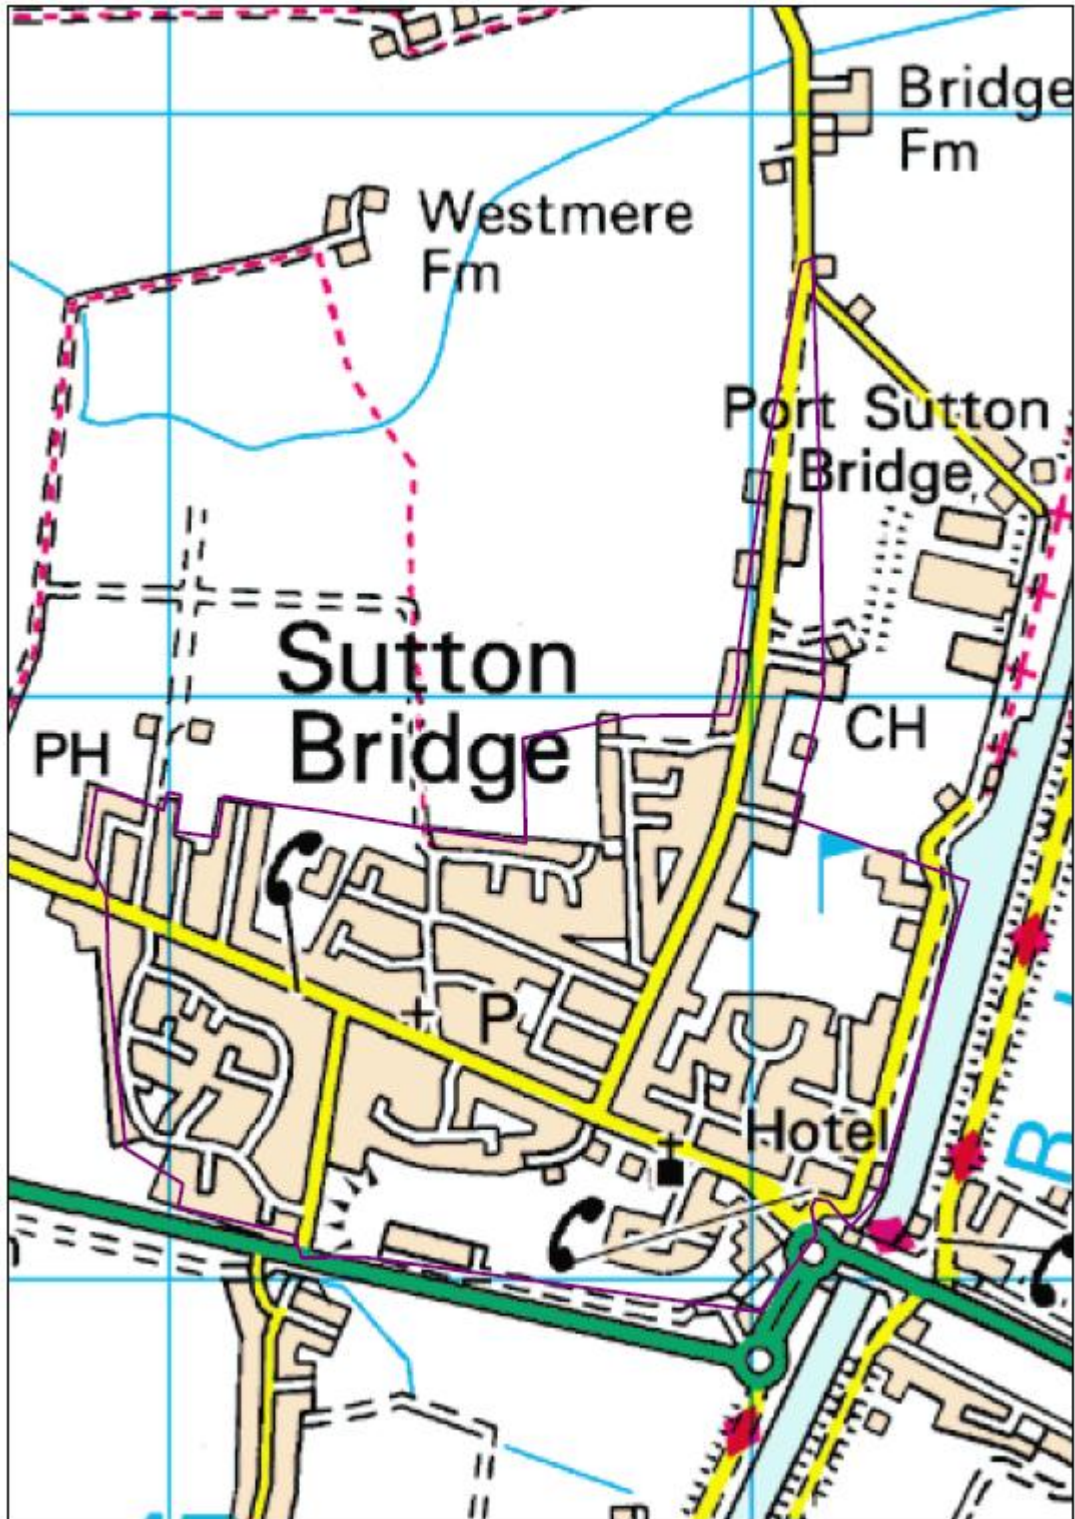 Bridge
Fm
Westmere
Fm
Port Sutton
Bridge
Sutton
Bridge
PH
CH
P
Hotel
B